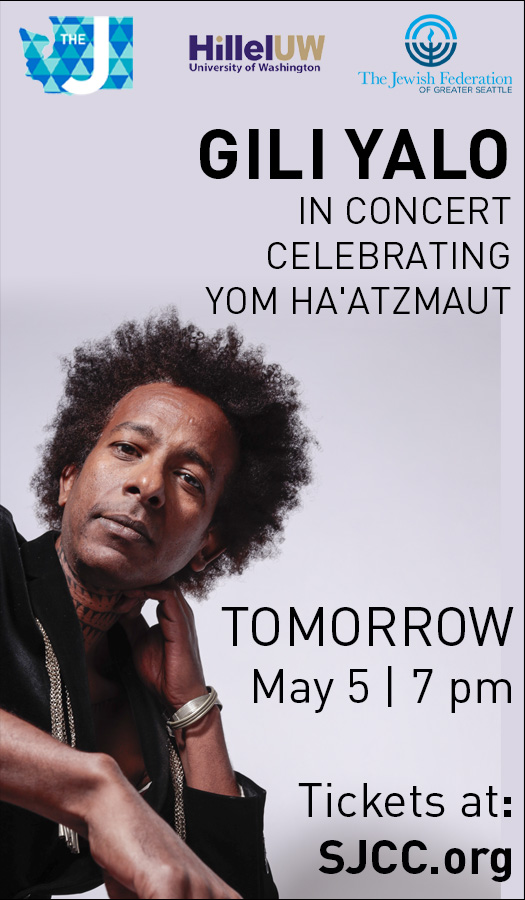 THE J
HillelUW
University of Washington
The Jewish Federation
OF GREATER SEATTLE
GILI YALO
IN CONCERT
CELEBRATING
YOM HA'ATZMAUT
TOMORROW
May 5 | 7 pm
Tickets at:
SJCC.org